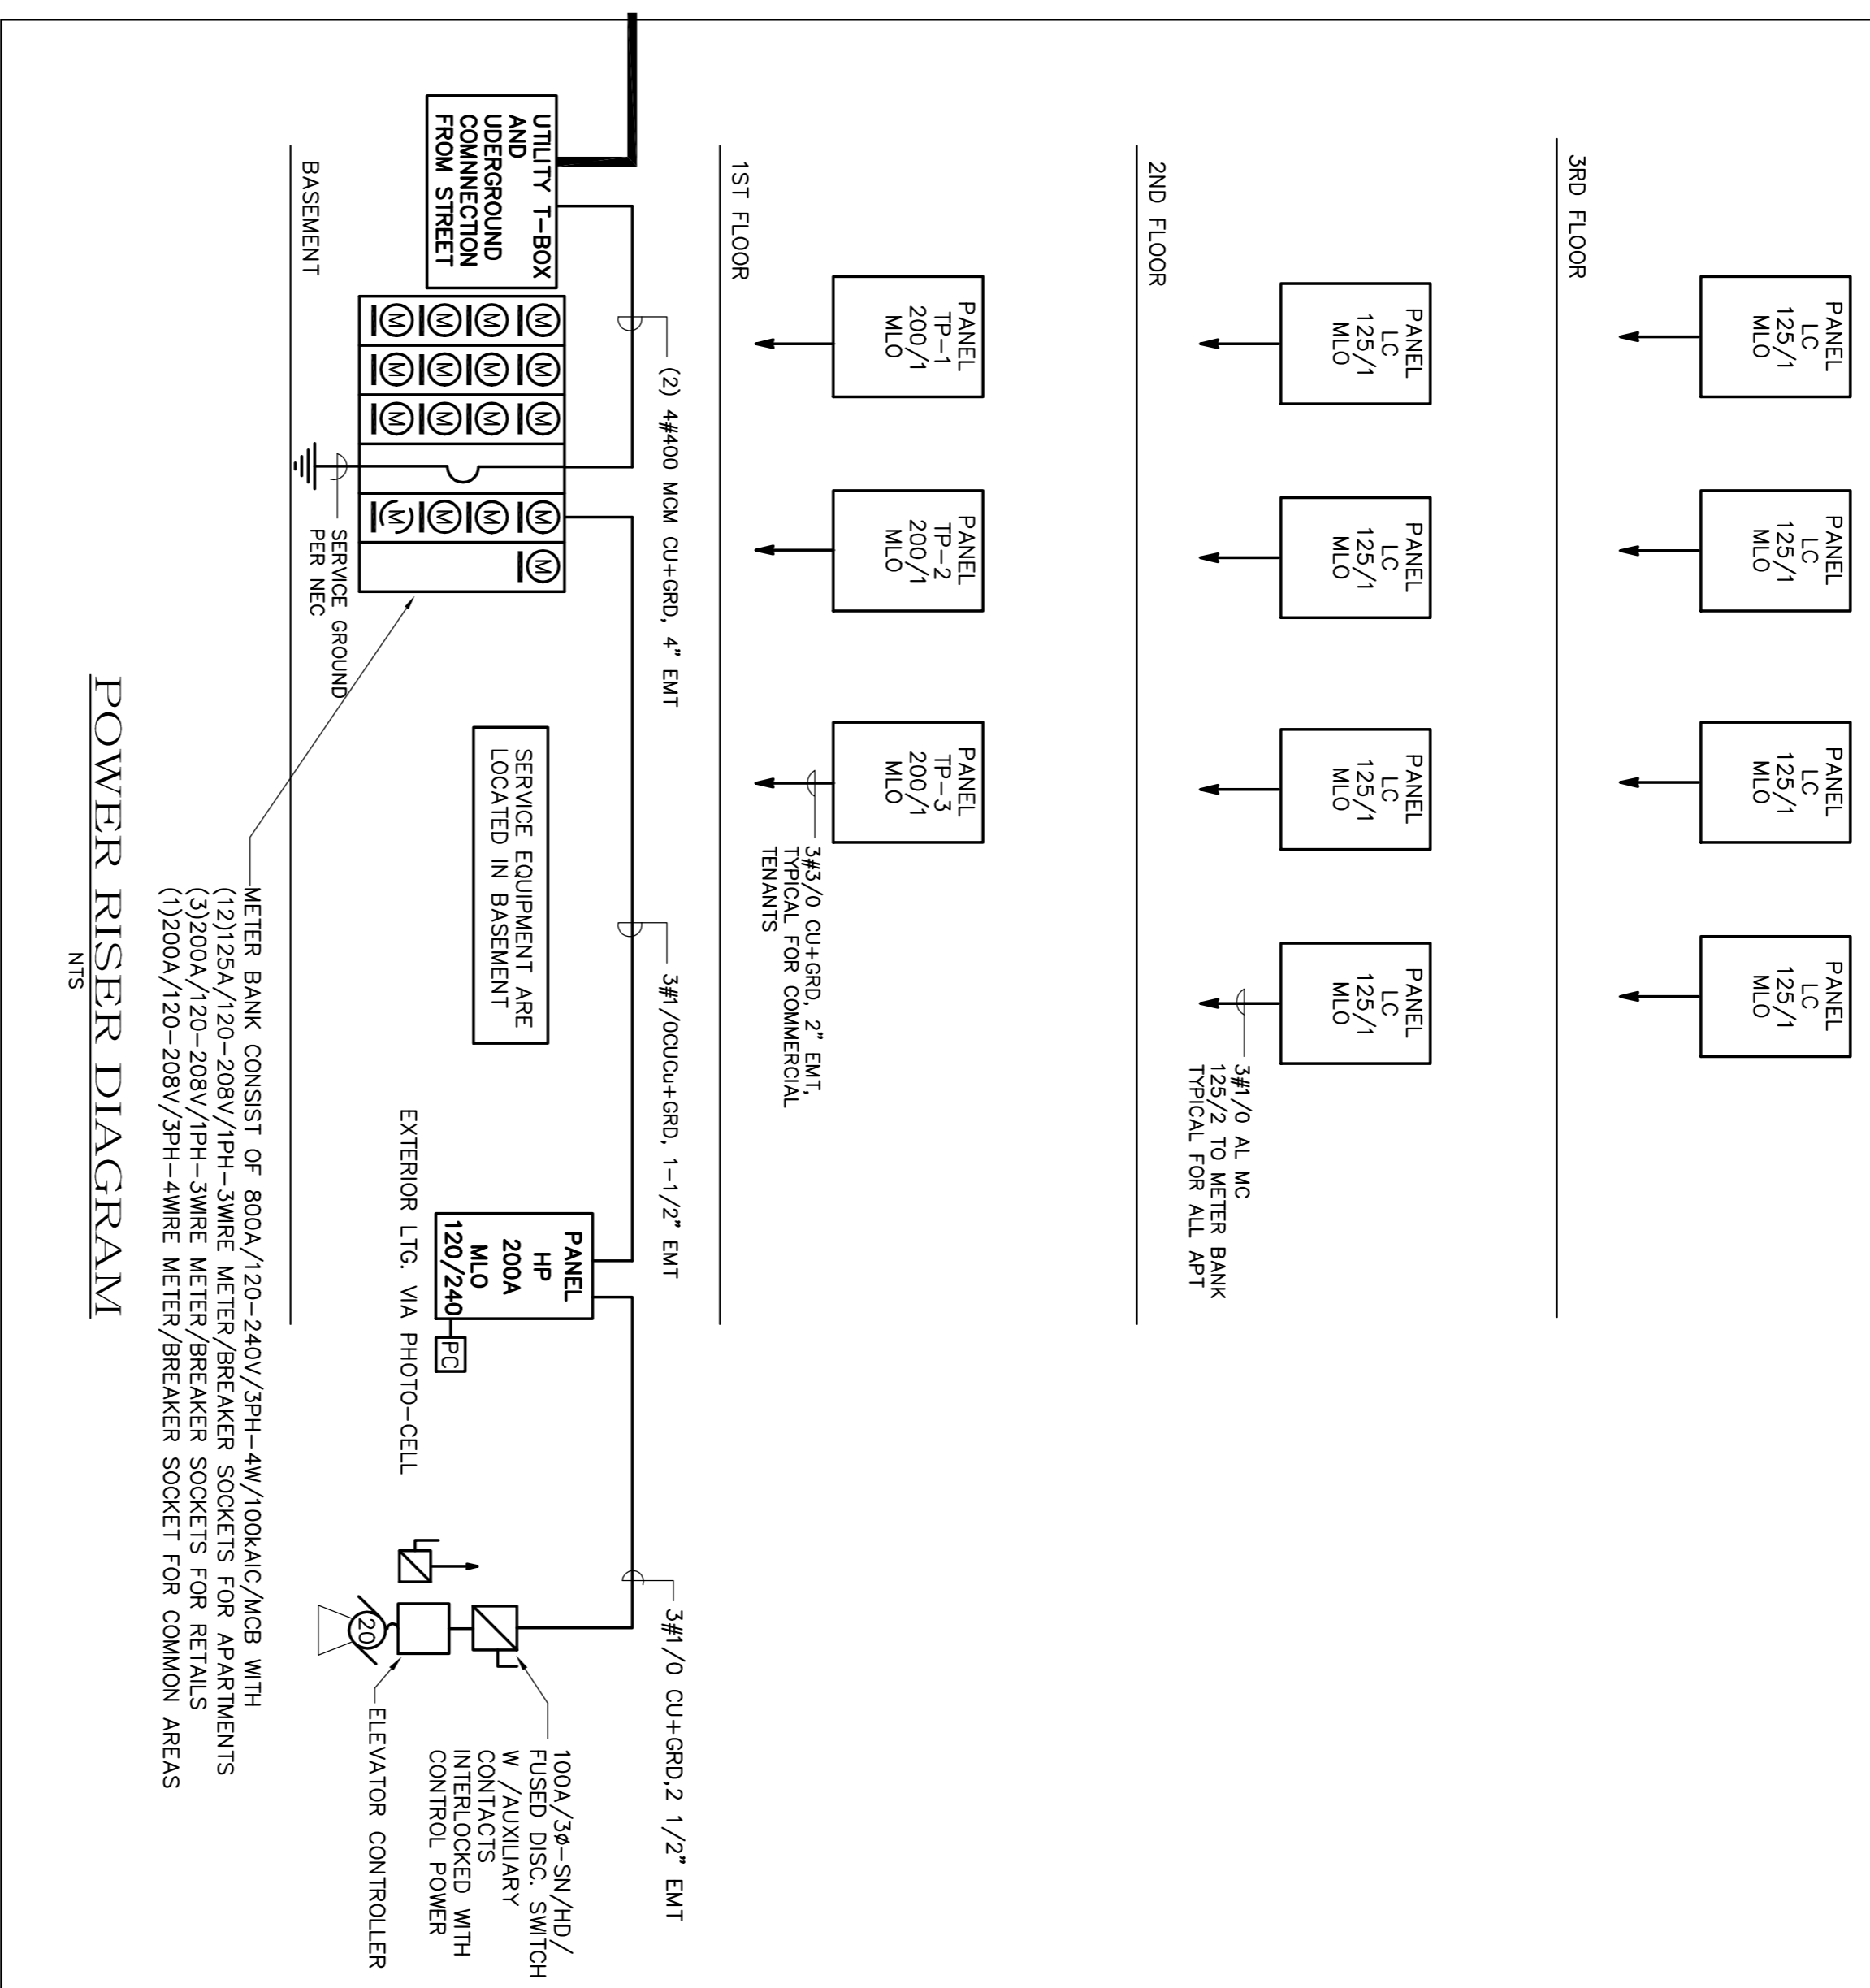 PANEL
LC
125/1
MLO
PANEL
LC
125/1
MLO
PANEL
LC
125/1
MLO
PANEL
LC
125/1
MLO
3RD FLOOR
PANEL
LC
125/1
MLO
PANEL
LC
125/1
MLO
PANEL
LC
125/1
MLO
PANEL
LC
125/1
MLO
3#1/0 AL MC
125/2 TO METER BANK
TYPICAL FOR ALL APT
2ND FLOOR
PANEL
TP-1
200/1
MLO
PANEL
TP-2
200/1
MLO
PANEL
TP-3
200/1
MLO
3#3/0 CU+GRD, 2" EMT,
TYPICAL FOR COMMERCIAL
TENANTS
1ST FLOOR
(2) 4#400 MCM CU+GRD, 4" EMT
3#1/0CUCu+GRD, 1-1/2" EMT
3#1/0 CU+GRD,2 1/2" EMT
UTILITY T-BOX
AND
UDERGROUND
COMNNECTION
FROM STREET
M M M M M
M M M M
M M M M
M M M M
SERVICE EQUIPMENT ARE
LOCATED IN BASEMENT
PANEL
HP
200A
MLO
120/240
PC
EXTERIOR LTG. VIA PHOTO-CELL
100A/3ø-SN/HD/
FUSED DISC. SWITCH
W /AUXILIARY
CONTACTS
INTERLOCKED WITH
CONTROL POWER
20
ELEVATOR CONTROLLER
SERVICE GROUND
PER NEC
BASEMENT
METER BANK CONSIST OF 800A/120-240V/3PH-4W/100kAIC/MCB WITH
(12)125A/120-208V/1PH-3WIRE METER/BREAKER SOCKETS FOR APARTMENTS
(3)200A/120-208V/1PH-3WIRE METER/BREAKER SOCKETS FOR RETAILS
(1)200A/120-208V/3PH-4WIRE METER/BREAKER SOCKET FOR COMMON AREAS
POWER RISER DIAGRAM
NTS